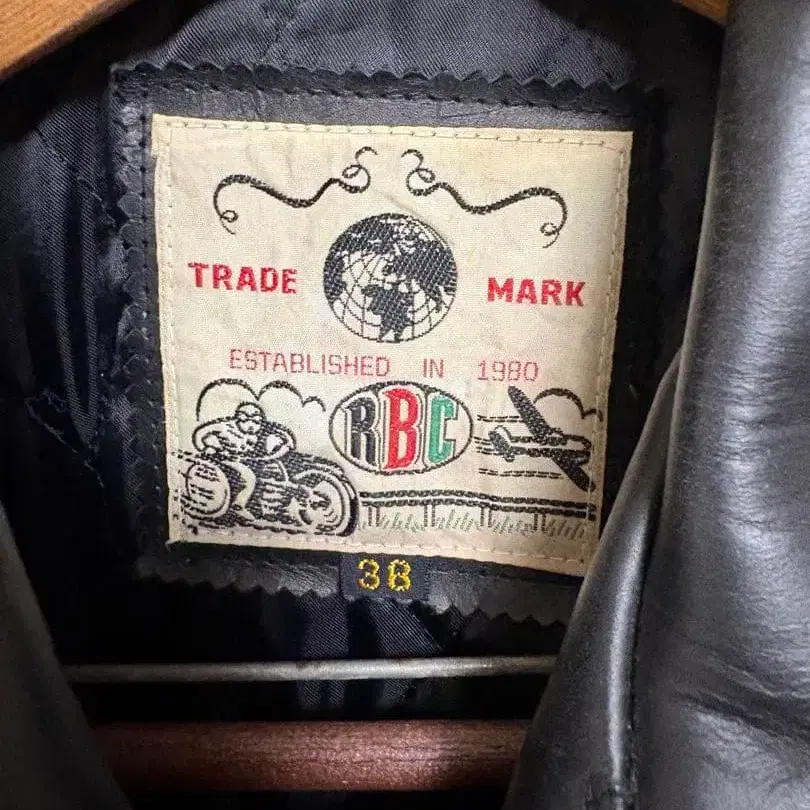 TRADE MARK
ESTABLISHED IN 1980
RBC
38